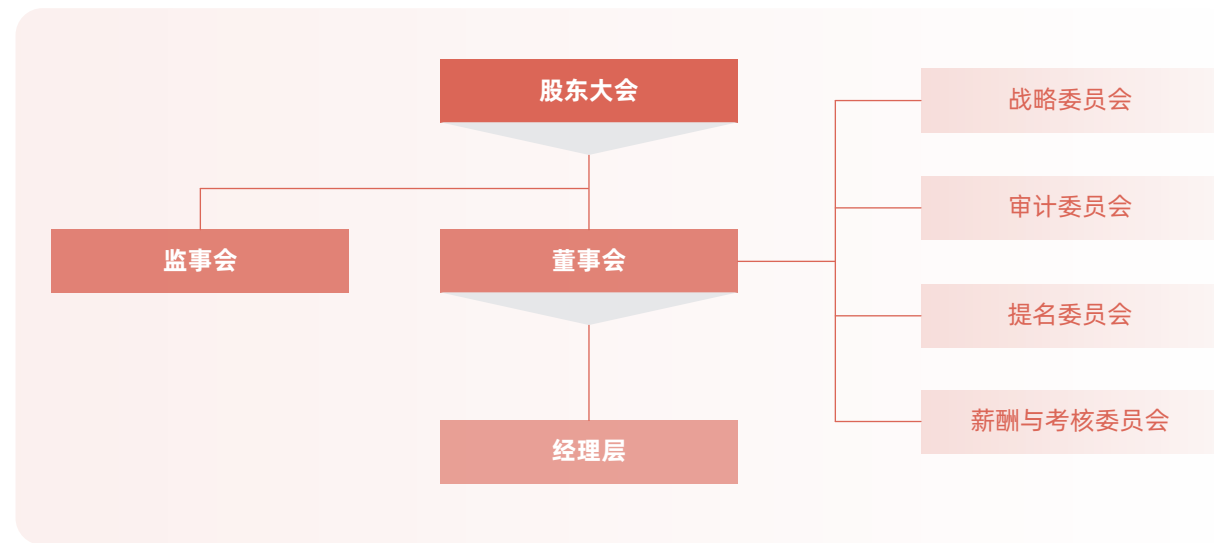 股东大会
监事会
董事会
经理层
战略委员会
审计委员会
提名委员会
薪酬与考核委员会